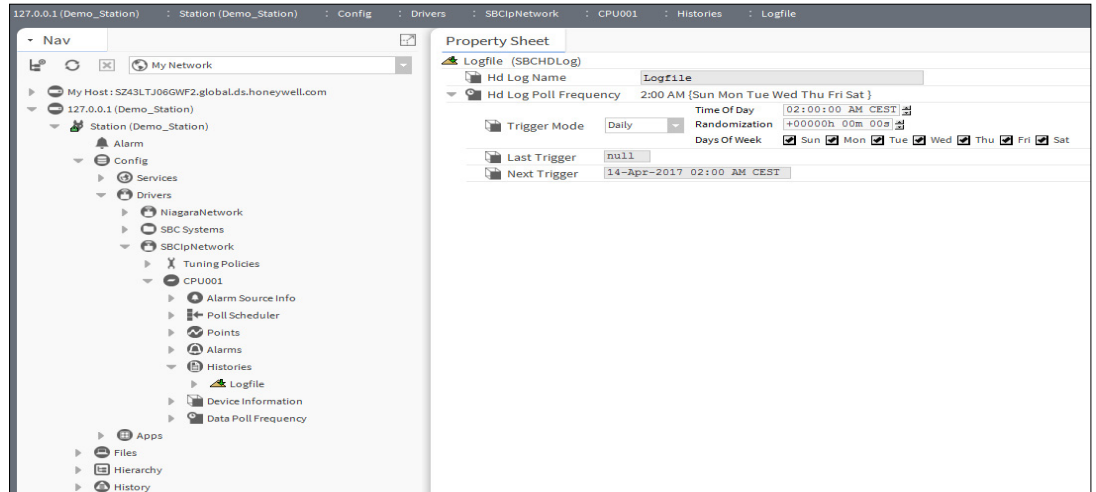 127.0.0.1 (Demo_Station) : Station (Demo_Station) : Config : Drivers : SBCIpNetwork : CPU001 : Histories : Logfile
Nav
My Network
My Host : SZ43LTJ06GWF2.global.ds.honeywell.com
127.0.0.1 (Demo_Station)
Station (Demo_Station)
Alarm
Config
Services
Drivers
NiagaraNetwork
SBC Systems
SBCIpNetwork
Tuning Policies
CPU001
Alarm Source Info
Poll Scheduler
Points
Alarms
Histories
Logfile
Device Information
Data Poll Frequency
Apps
Files
Hierarchy
History
Property Sheet
Logfile (SBCHDLog)
Hd Log Name Logfile
Hd Log Poll Frequency 2:00 AM {Sun Mon Tue Wed Thu Fri Sat }
Trigger Mode Daily
Time Of Day 02:00:00 AM CEST
Randomization +00000h 00m 00s
Days Of Week Sun Mon Tue Wed Thu Fri Sat
Last Trigger null
Next Trigger 14-Apr-2017 02:00 AM CEST